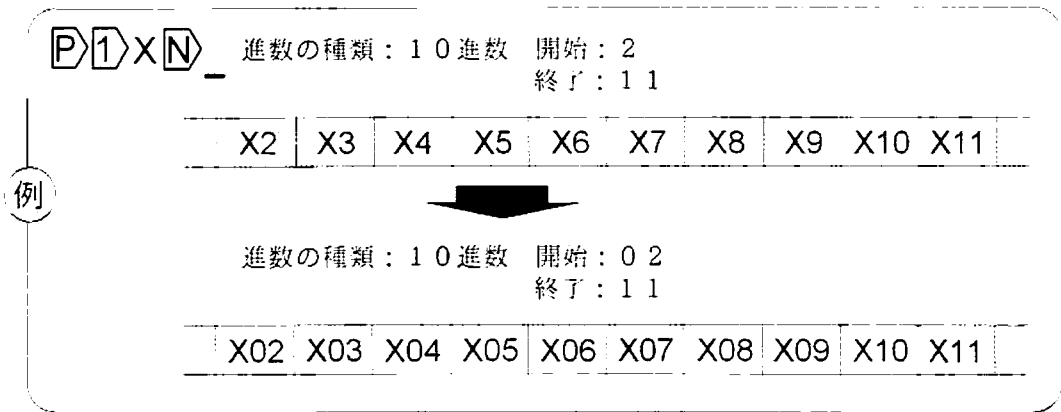 P 1 X N _ 進数の種類：１０進数 開始：２
終了：１１
X2 X3 X4 X5 X6 X7 X8 X9 X10 X11
例
進数の種類：１０進数 開始：０２
終了：１１
X02 X03 X04 X05 X06 X07 X08 X09 X10 X11